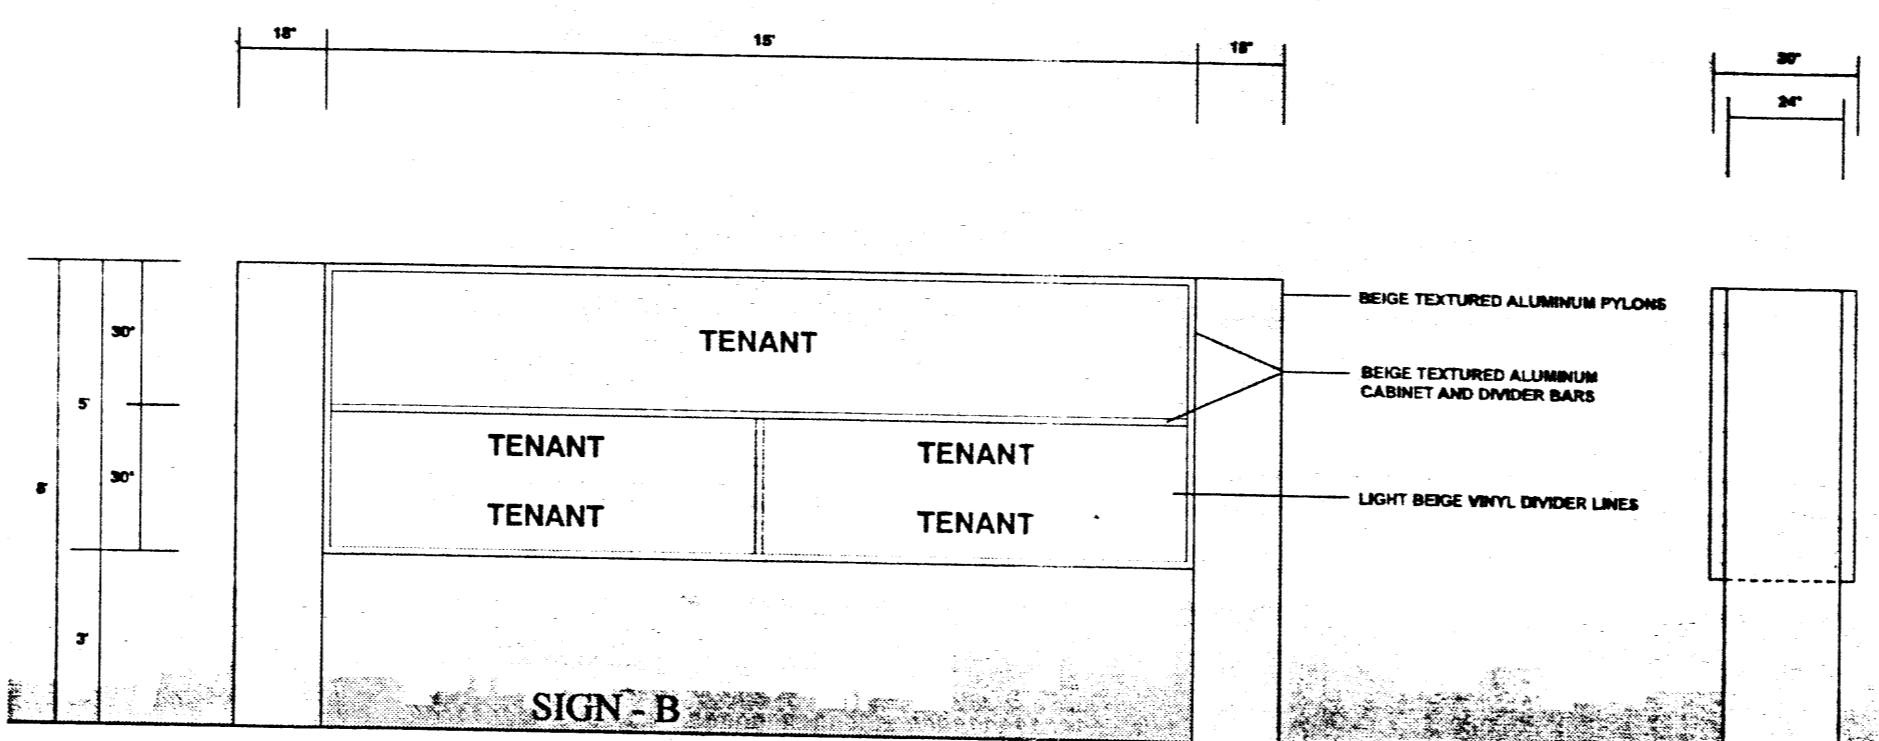 18" 15' 18"
30"
24"
30"
5'
30"
8'
3'
TENANT
TENANT TENANT
TENANT TENANT
BEIGE TEXTURED ALUMINUM PYLONS
BEIGE TEXTURED ALUMINUM
CABINET AND DIVIDER BARS
LIGHT BEIGE VINYL DIVIDER LINES
SIGN - B